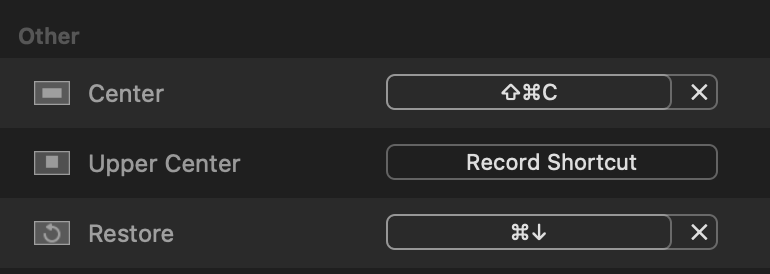 Other
Center ⇧⌘C ✕
Upper Center Record Shortcut
Restore ⌘↓ ✕